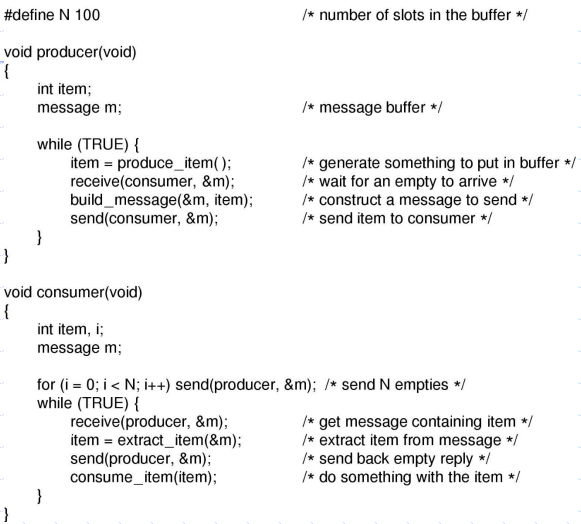 #define N 100 /* number of slots in the buffer */
void producer(void)
{
int item;
message m; /* message buffer */
while (TRUE) {
item = produce_item( ); /* generate something to put in buffer */
receive(consumer, &m); /* wait for an empty to arrive */
build_message(&m, item); /* construct a message to send */
send(consumer, &m); /* send item to consumer */
}
}
void consumer(void)
{
int item, i;
message m;
for (i = 0; i < N; i++) send(producer, &m); /* send N empties */
while (TRUE) {
receive(producer, &m); /* get message containing item */
item = extract_item(&m); /* extract item from message */
send(producer, &m); /* send back empty reply */
consume_item(item); /* do something with the item */
}
}